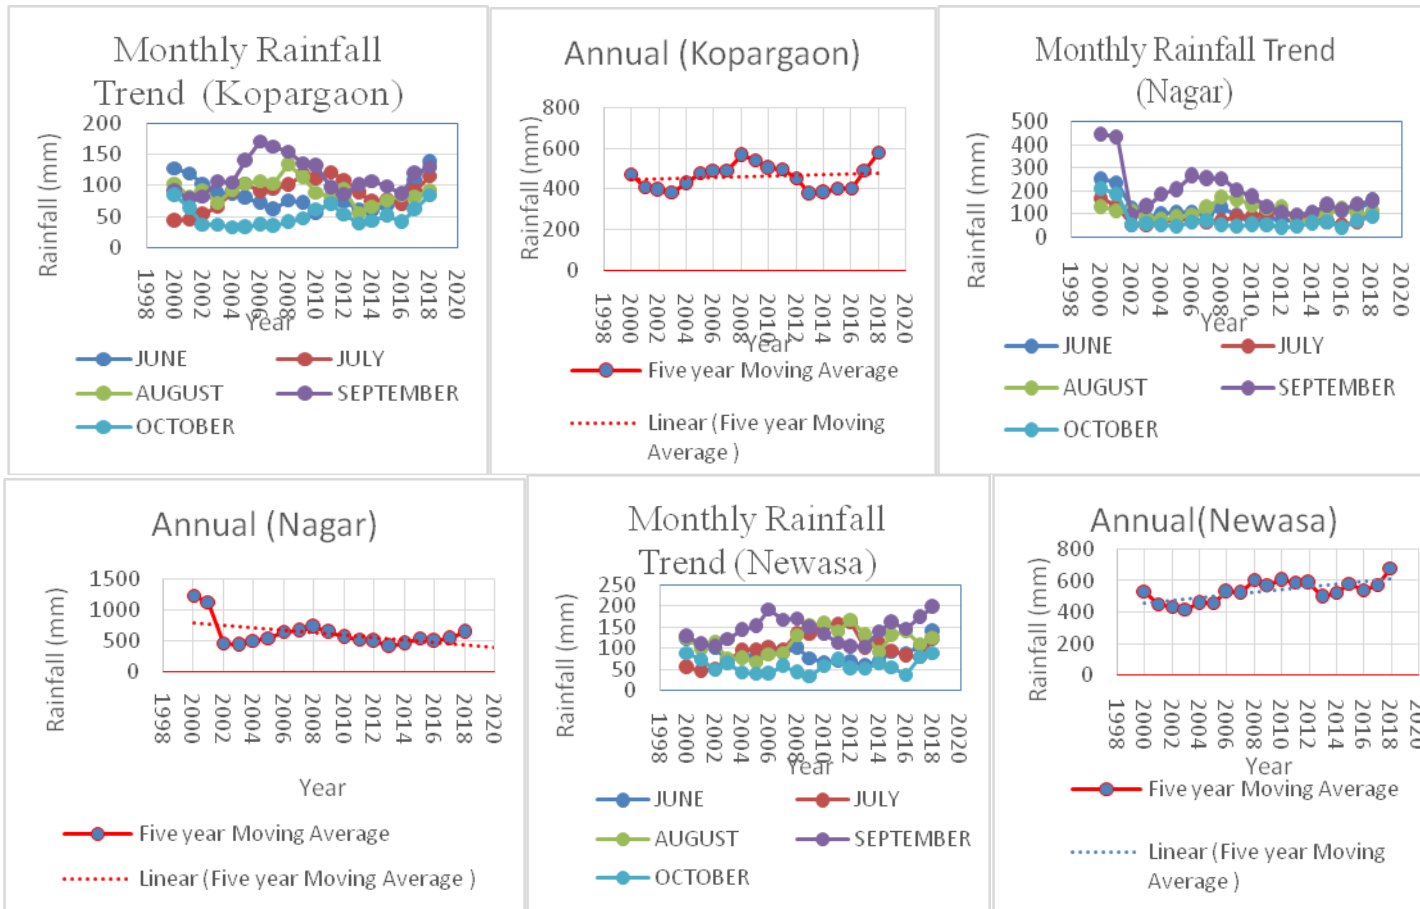 Monthly Rainfall
Trend (Kopargaon)
Rainfall (mm)
200
150
100
50
0
1998
2000
2002
2004
2006
2008
2010
2012
2014
2016
2018
2020
Year
JUNE
JULY
AUGUST
SEPTEMBER
OCTOBER
Annual (Kopargaon)
Rainfall (mm)
800
600
400
200
0
1998
2000
2002
2004
2006
2008
2010
2012
2014
2016
2018
2020
Year
Five year Moving Average
Linear (Five year Moving
Average )
Monthly Rainfall Trend
(Nagar)
Rainfall (mm)
500
400
300
200
100
0
1998
2000
2002
2004
2006
2008
2010
2012
2014
2016
2018
2020
Year
JUNE
JULY
AUGUST
SEPTEMBER
OCTOBER
Annual (Nagar)
Rainfall (mm)
1500
1000
500
0
1998
2000
2002
2004
2006
2008
2010
2012
2014
2016
2018
2020
Year
Five year Moving Average
Linear (Five year Moving Average )
Monthly Rainfall
Trend (Newasa)
Rainfall (mm)
250
200
150
100
50
0
1998
2000
2002
2004
2006
2008
2010
2012
2014
2016
2018
2020
Year
JUNE
JULY
AUGUST
SEPTEMBER
OCTOBER
Annual(Newasa)
Rainfall (mm)
800
600
400
200
0
1998
2000
2002
2004
2006
2008
2010
2012
2014
2016
2018
2020
Year
Five year Moving Average
Linear (Five year Moving
Average )